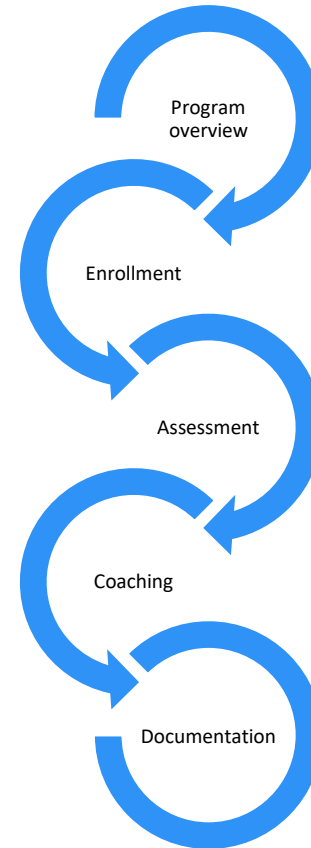 Program
overview
Enrollment
Assessment
Coaching
Documentation